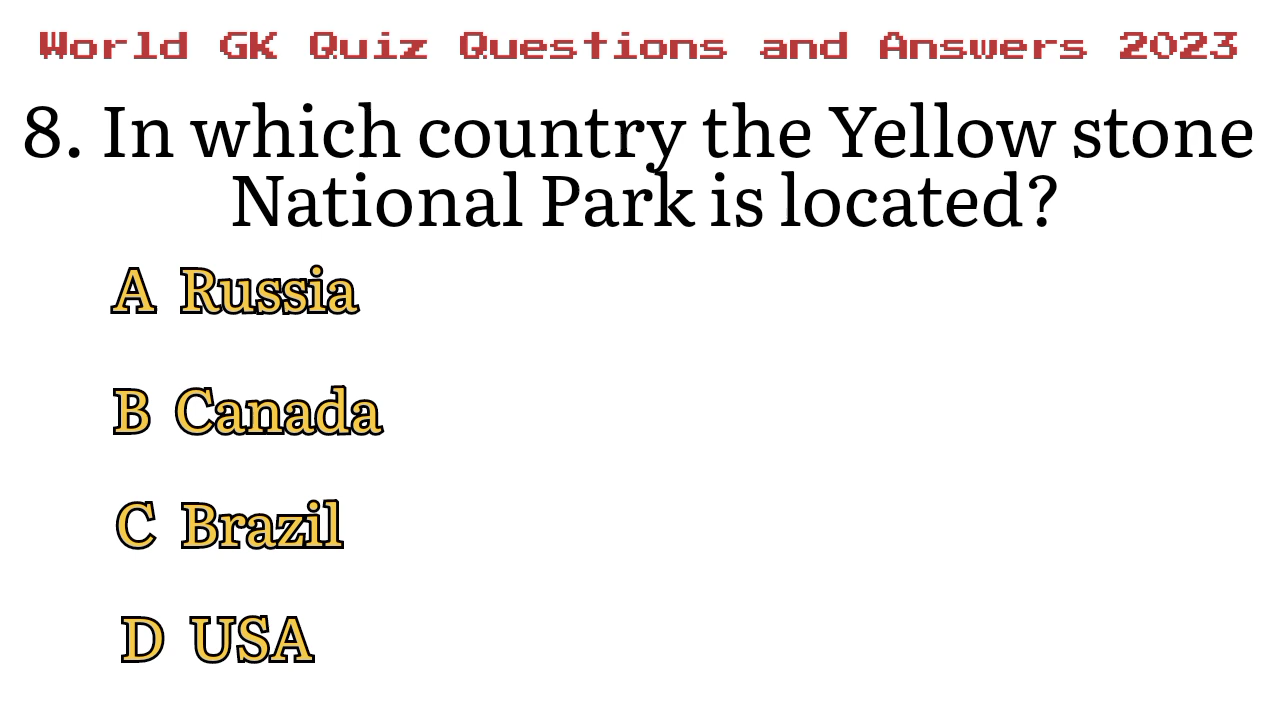 World GK Quiz Questions and Answers 2023
8. In which country the Yellow stone
National Park is located?
A Russia
B Canada
C Brazil
D USA